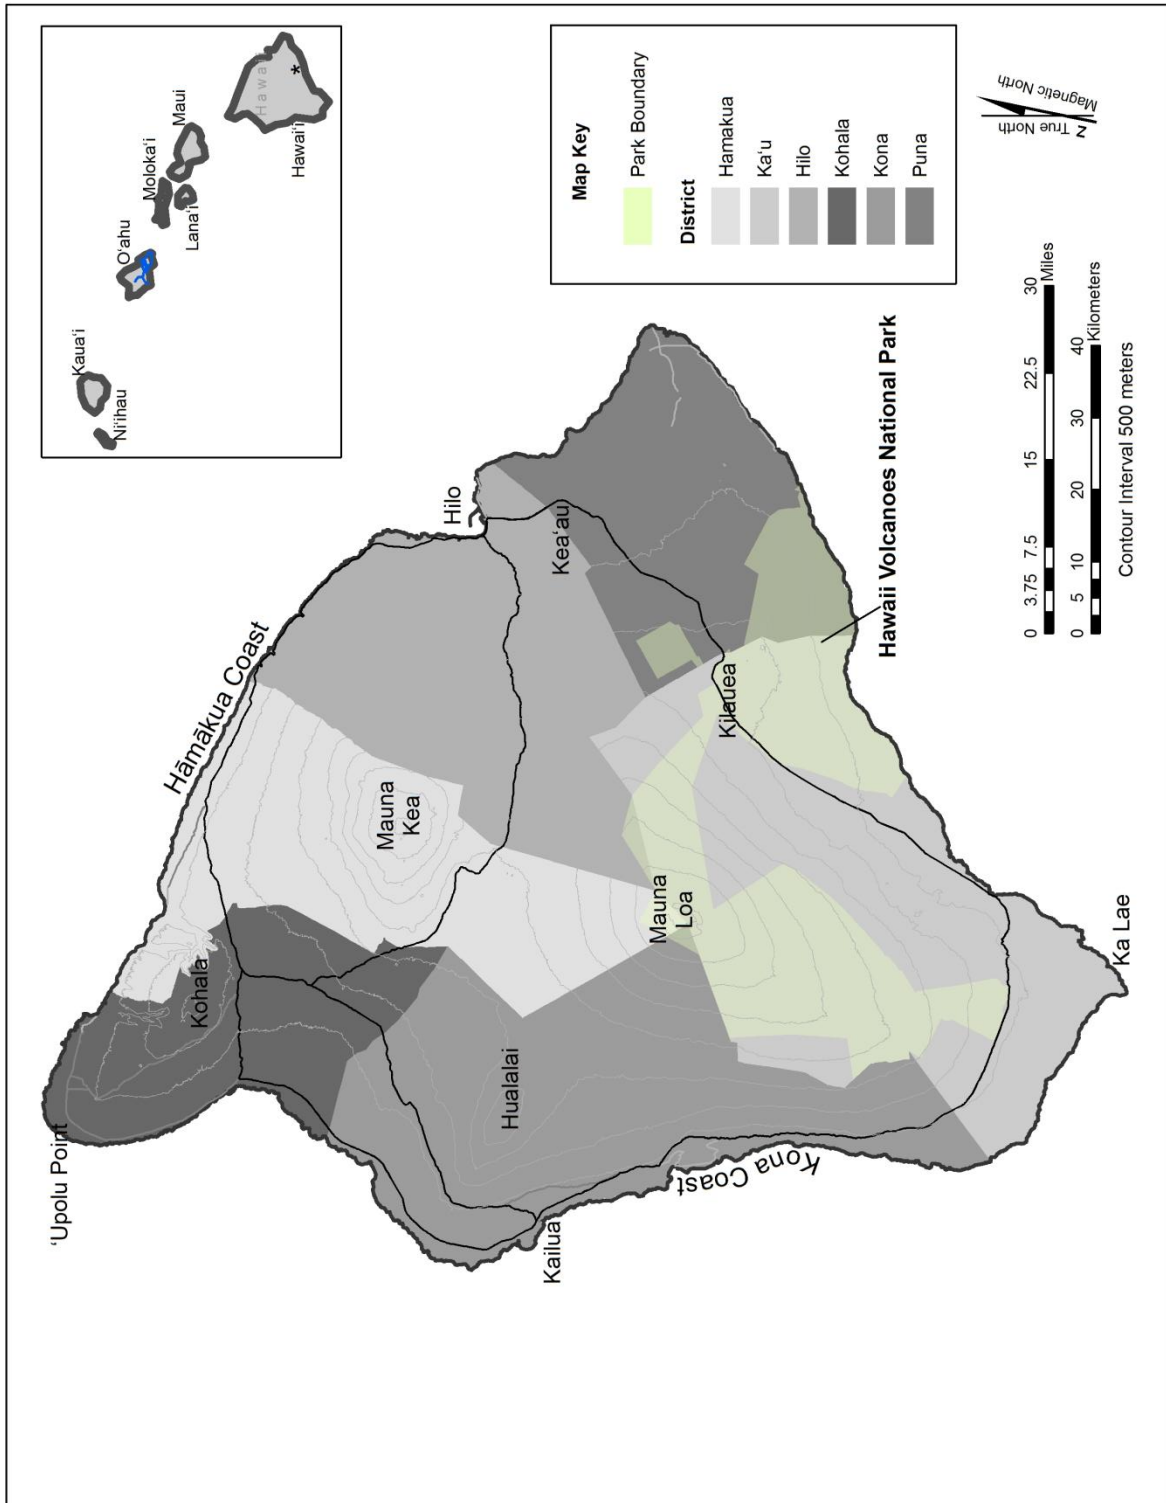 Kaua‘i
Ni‘ihau
O‘ahu
Moloka‘i
Maui
Lana‘i
Hawaii
*
Hawai‘i
‘Upolu Point
Hāmākua Coast
Kohala
Hilo
Mauna
Kea
Kea‘au
Hualalai
Kailua
Kona Coast
Mauna
Loa
Kilauea
Hawaii Volcanoes National Park
Ka Lae
Map Key
Park Boundary
District
Hamakua
Ka‘u
Hilo
Kohala
Kona
Puna
0 3.75 7.5 15 22.5 30
Miles
0 5 10 20 30 40
Kilometers
Contour Interval 500 meters
True North
Magnetic North
N